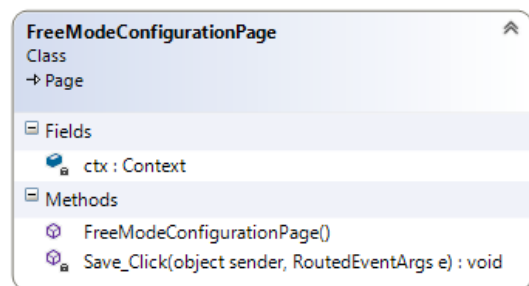 FreeModeConfigurationPage
Class
Page
Fields
ctx : Context
Methods
FreeModeConfigurationPage()
Save_Click(object sender, RoutedEventArgs e) : void